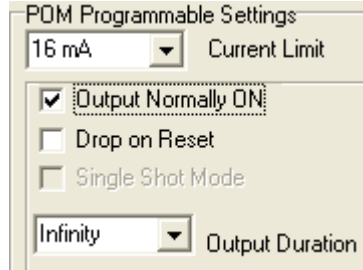 POM Programmable Settings
16 mA Current Limit
Output Normally ON
Drop on Reset
Single Shot Mode
Infinity Output Duration